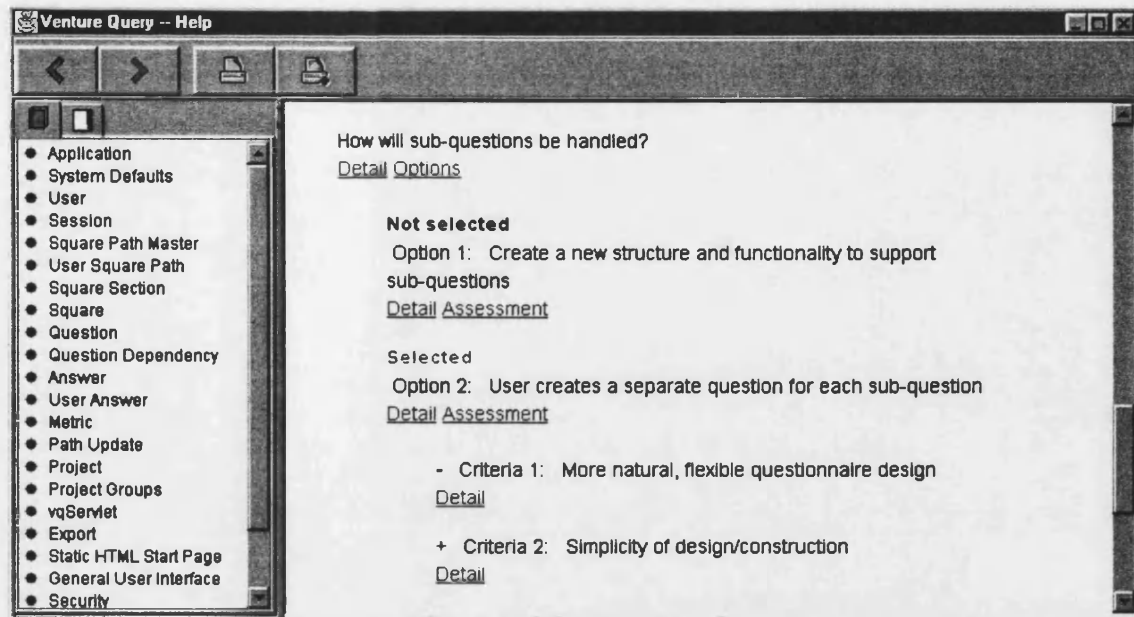 Venture Query -- Help
Application
System Defaults
User
Session
Square Path Master
User Square Path
Square Section
Square
Question
Question Dependency
Answer
User Answer
Metric
Path Update
Project
Project Groups
vqServlet
Export
Static HTML Start Page
General User Interface
Security
How will sub-questions be handled?
Detail Options
Not selected
Option 1: Create a new structure and functionality to support
sub-questions
Detail Assessment
Selected
Option 2: User creates a separate question for each sub-question
Detail Assessment
- Criteria 1: More natural, flexible questionnaire design
Detail
+ Criteria 2: Simplicity of design/construction
Detail